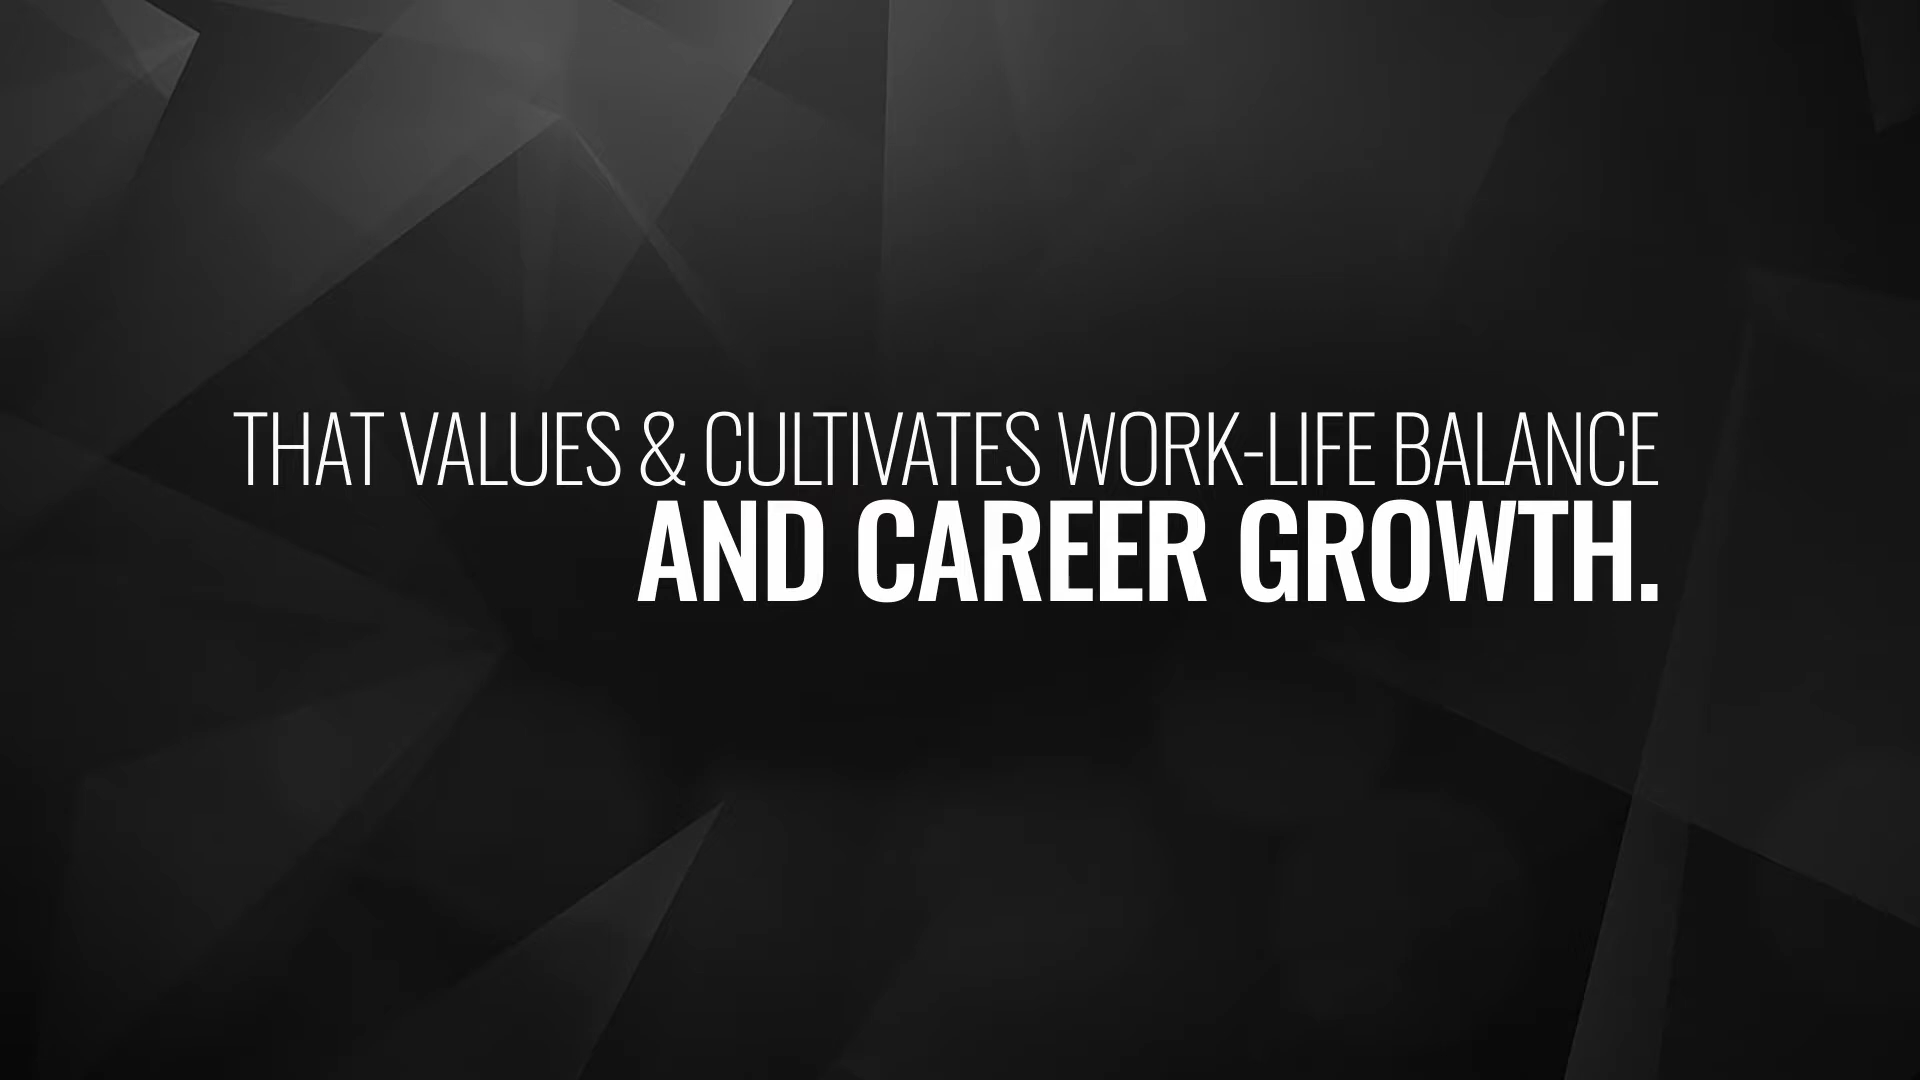 THAT VALUES & CULTIVATES WORK-LIFE BALANCE
AND CAREER GROWTH.